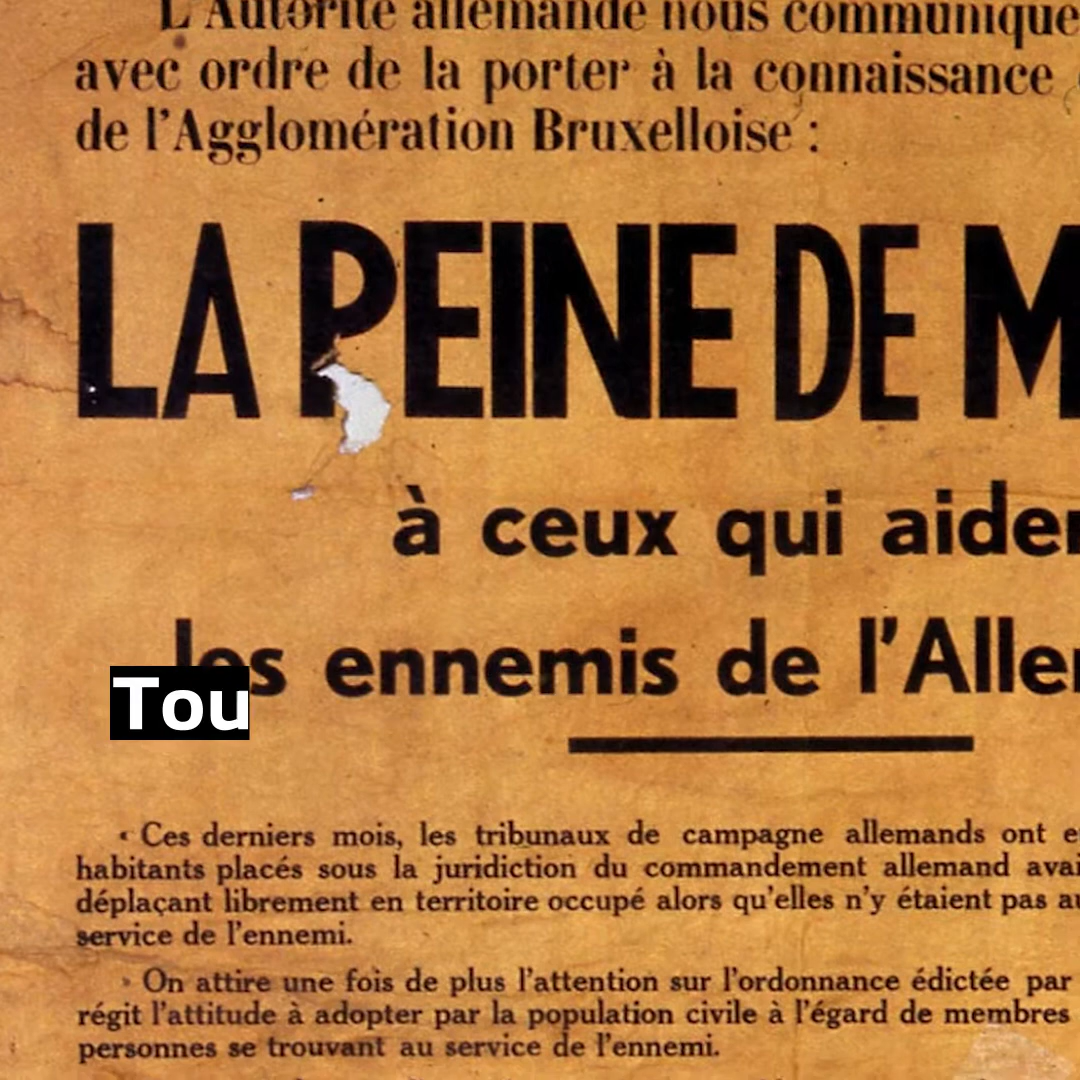 L'Autorité allemande nous communique
avec ordre de la porter à la connaissance
de l'Agglomération Bruxelloise :
LA PEINE DE M
à ceux qui aider
les ennemis de l'Aller
Tou
« Ces derniers mois, les tribunaux de campagne allemands ont e
habitants placés sous la juridiction du commandement allemand avai
déplaçant librement en territoire occupé alors qu'elles n'y étaient pas au
service de l'ennemi.
» On attire une fois de plus l'attention sur l'ordonnance édictée par
régit l'attitude à adopter par la population civile à l'égard de membres
personnes se trouvant au service de l'ennemi.